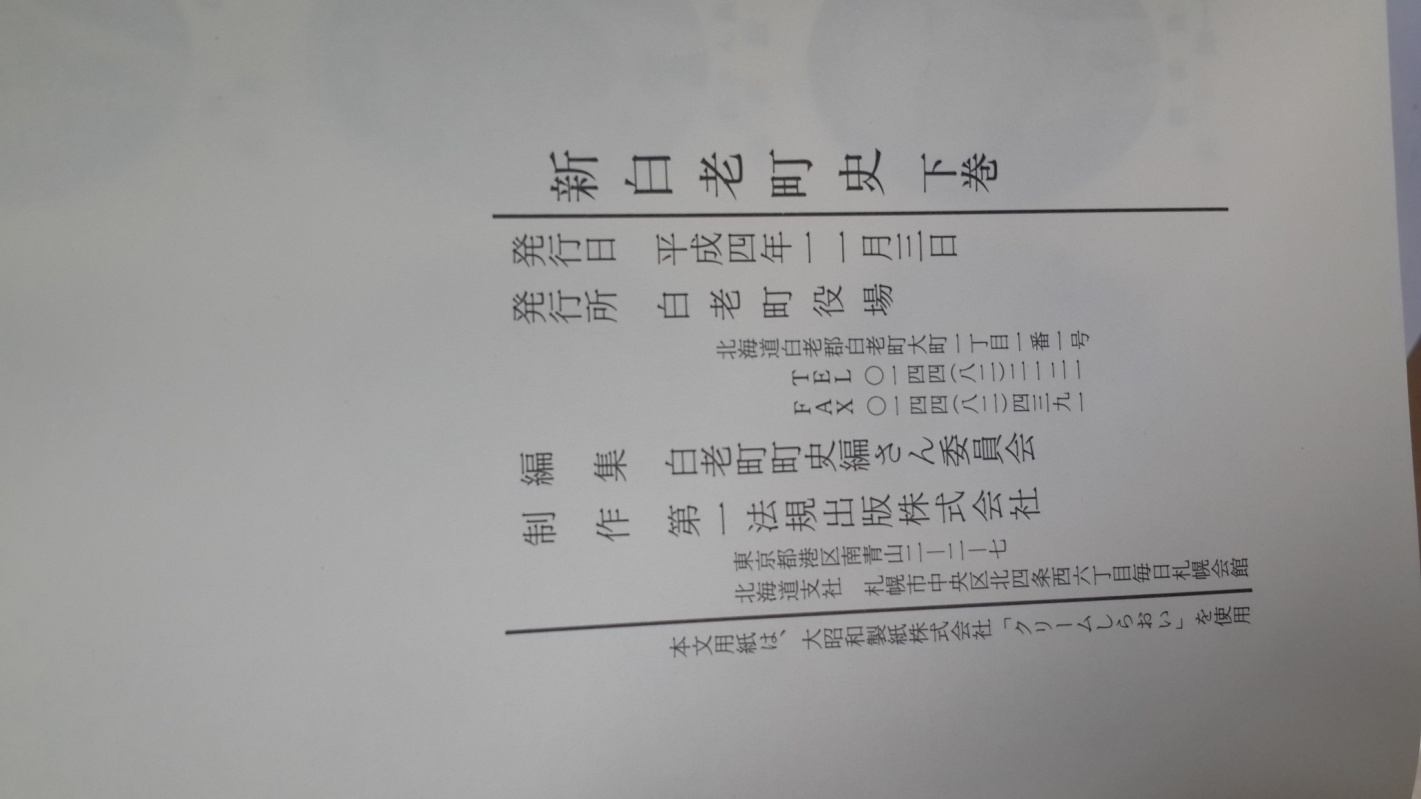 新白老町史 下巻
発行日 平成四年一一月三日
発行所 白老町役場
北海道白老郡白老町大町一丁目一番一号
TEL 〇一四四(八二)二一二一
FAX 〇一四四(八二)四三九一
編集 白老町町史編さん委員会
制作 第一法規出版株式会社
東京都港区南青山二―二―七
北海道支社 札幌市中央区北四条西六丁目毎日札幌会館
本文用紙は、大昭和製紙株式会社「クリームしらおい」を使用